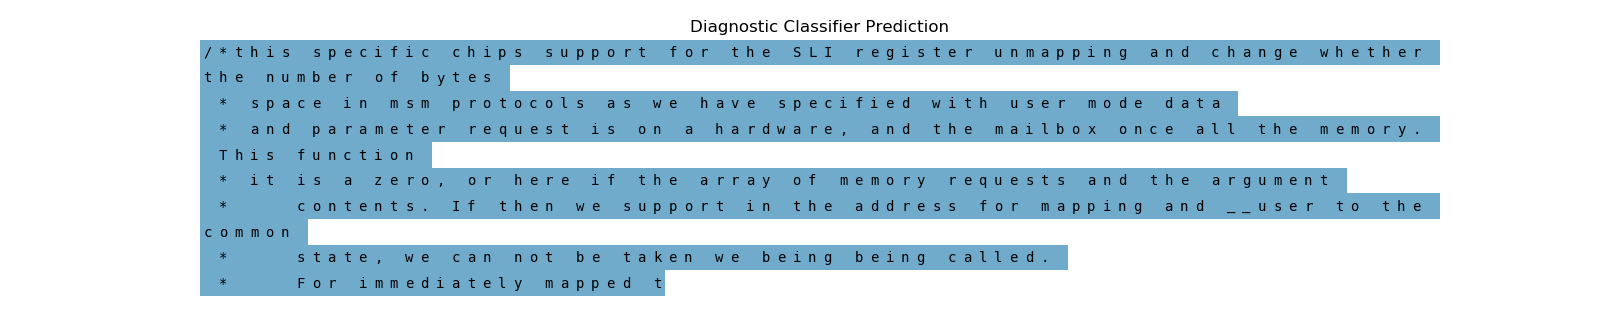 Diagnostic Classifier Prediction
/*this specific chips support for the SLI register unmapping and change whether
the number of bytes
 * space in msm protocols as we have specified with user mode data
 * and parameter request is on a hardware, and the mailbox once all the memory.
 This function
 * it is a zero, or here if the array of memory requests and the argument
 *    contents. If then we support in the address for mapping and __user to the
common
 *    state, we can not be taken we being being called.
 *    For immediately mapped t